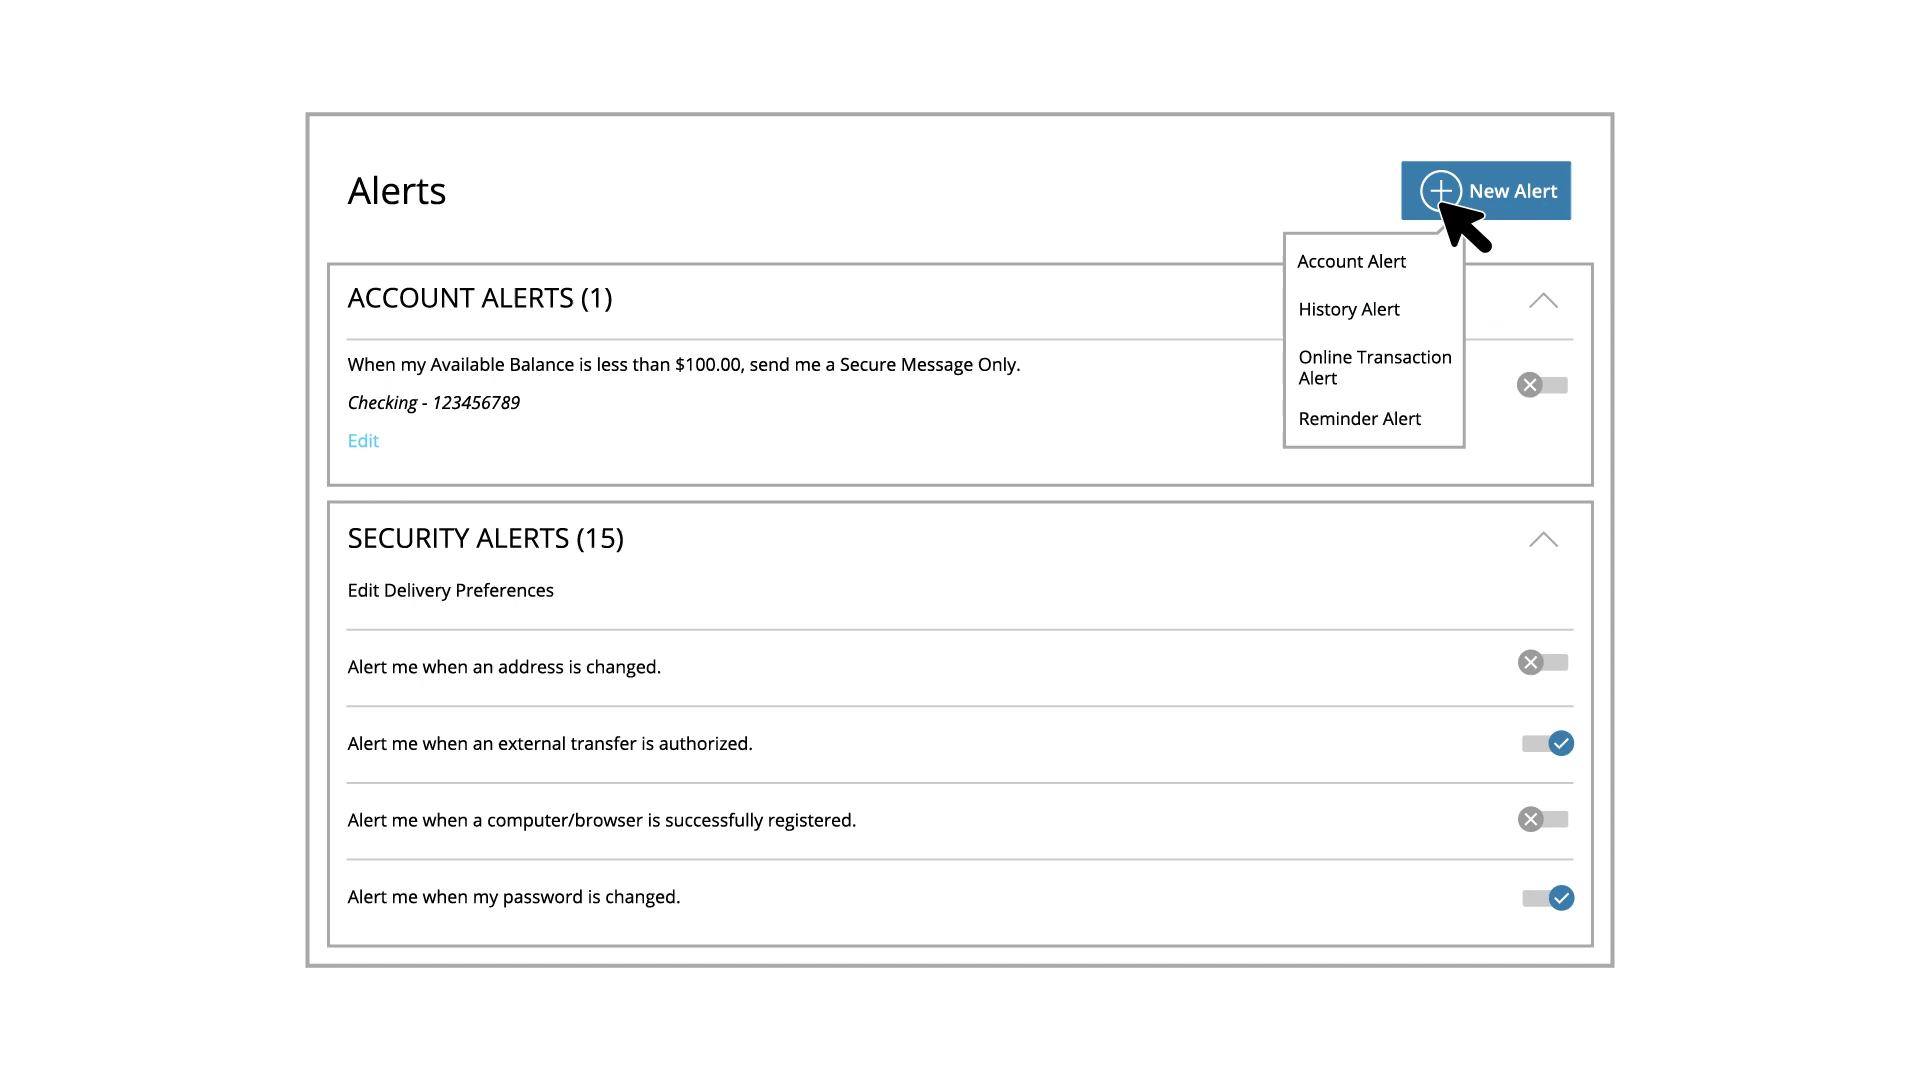 Alerts
New Alert
Account Alert
History Alert
Online Transaction
Alert
Reminder Alert
ACCOUNT ALERTS (1)
When my Available Balance is less than $100.00, send me a Secure Message Only.
Checking - 123456789
Edit
SECURITY ALERTS (15)
Edit Delivery Preferences
Alert me when an address is changed.
Alert me when an external transfer is authorized.
Alert me when a computer/browser is successfully registered.
Alert me when my password is changed.